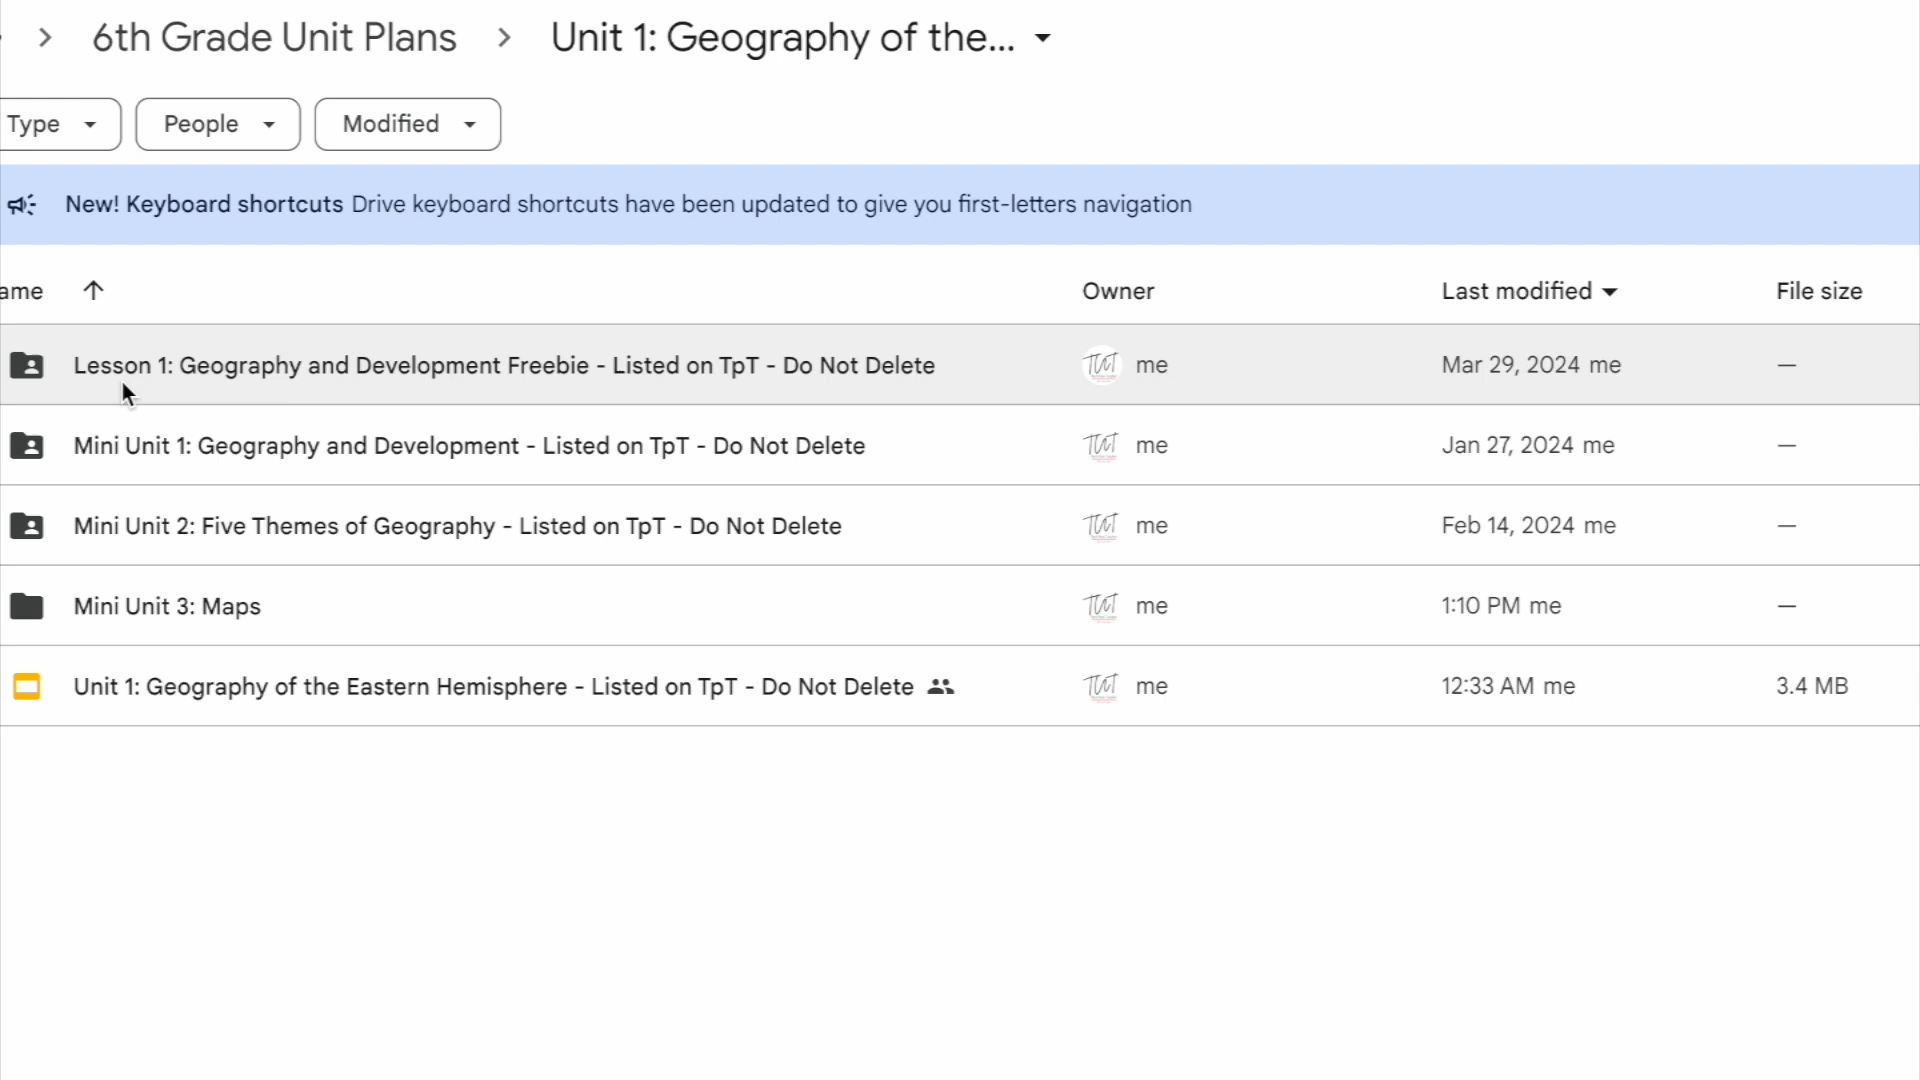 6th Grade Unit Plans Unit 1: Geography of the...
Type People Modified
New! Keyboard shortcuts Drive keyboard shortcuts have been updated to give you first-letters navigation
ame Owner Last modified File size
Lesson 1: Geography and Development Freebie - Listed on TpT - Do Not Delete me Mar 29, 2024 me —
Mini Unit 1: Geography and Development - Listed on TpT - Do Not Delete me Jan 27, 2024 me —
Mini Unit 2: Five Themes of Geography - Listed on TpT - Do Not Delete me Feb 14, 2024 me —
Mini Unit 3: Maps me 1:10 PM me —
Unit 1: Geography of the Eastern Hemisphere - Listed on TpT - Do Not Delete me 12:33 AM me 3.4 MB